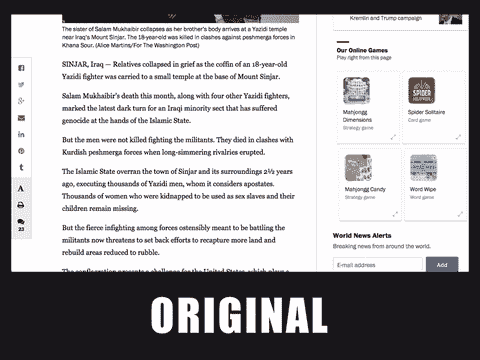 The sister of Salam Mukhaibir collapses as her brother's body arrives at a Yazidi temple
near Iraq's Mount Sinjar. The 18-year-old was killed in clashes against peshmerga forces in
Khana Sour. (Alice Martins/For The Washington Post)
SINJAR, Iraq — Relatives collapsed in grief as the coffin of an 18-year-old
Yazidi fighter was carried to a small temple at the base of Mount Sinjar.
Salam Mukhaibir's death this month, along with four other Yazidi fighters,
marked the latest dark turn for an Iraqi minority sect that has suffered
genocide at the hands of the Islamic State.
But the men were not killed fighting the militants. They died in clashes with
Kurdish peshmerga forces when long-simmering rivalries erupted.
The Islamic State overran the town of Sinjar and its surroundings 2½ years
ago, executing thousands of Yazidi men, whom it considers apostates.
Thousands of women who were kidnapped to be used as sex slaves and their
children remain missing.
But the fierce infighting among forces ostensibly meant to be battling the
militants now threatens to set back efforts to recapture more land and
rebuild areas reduced to rubble.
The conflagration presents a challenge for the United States, which plays a
A
23
Kremlin and Trump campaign
Our Online Games
Play right from this page
Mahjongg
Dimensions
Strategy game
SPIDER
Spider Solitaire
Card game
Mahjongg Candy
Strategy game
Word Wipe
Word game
World News Alerts
Breaking news from around the world.
E-mail address
Add
ORIGINAL